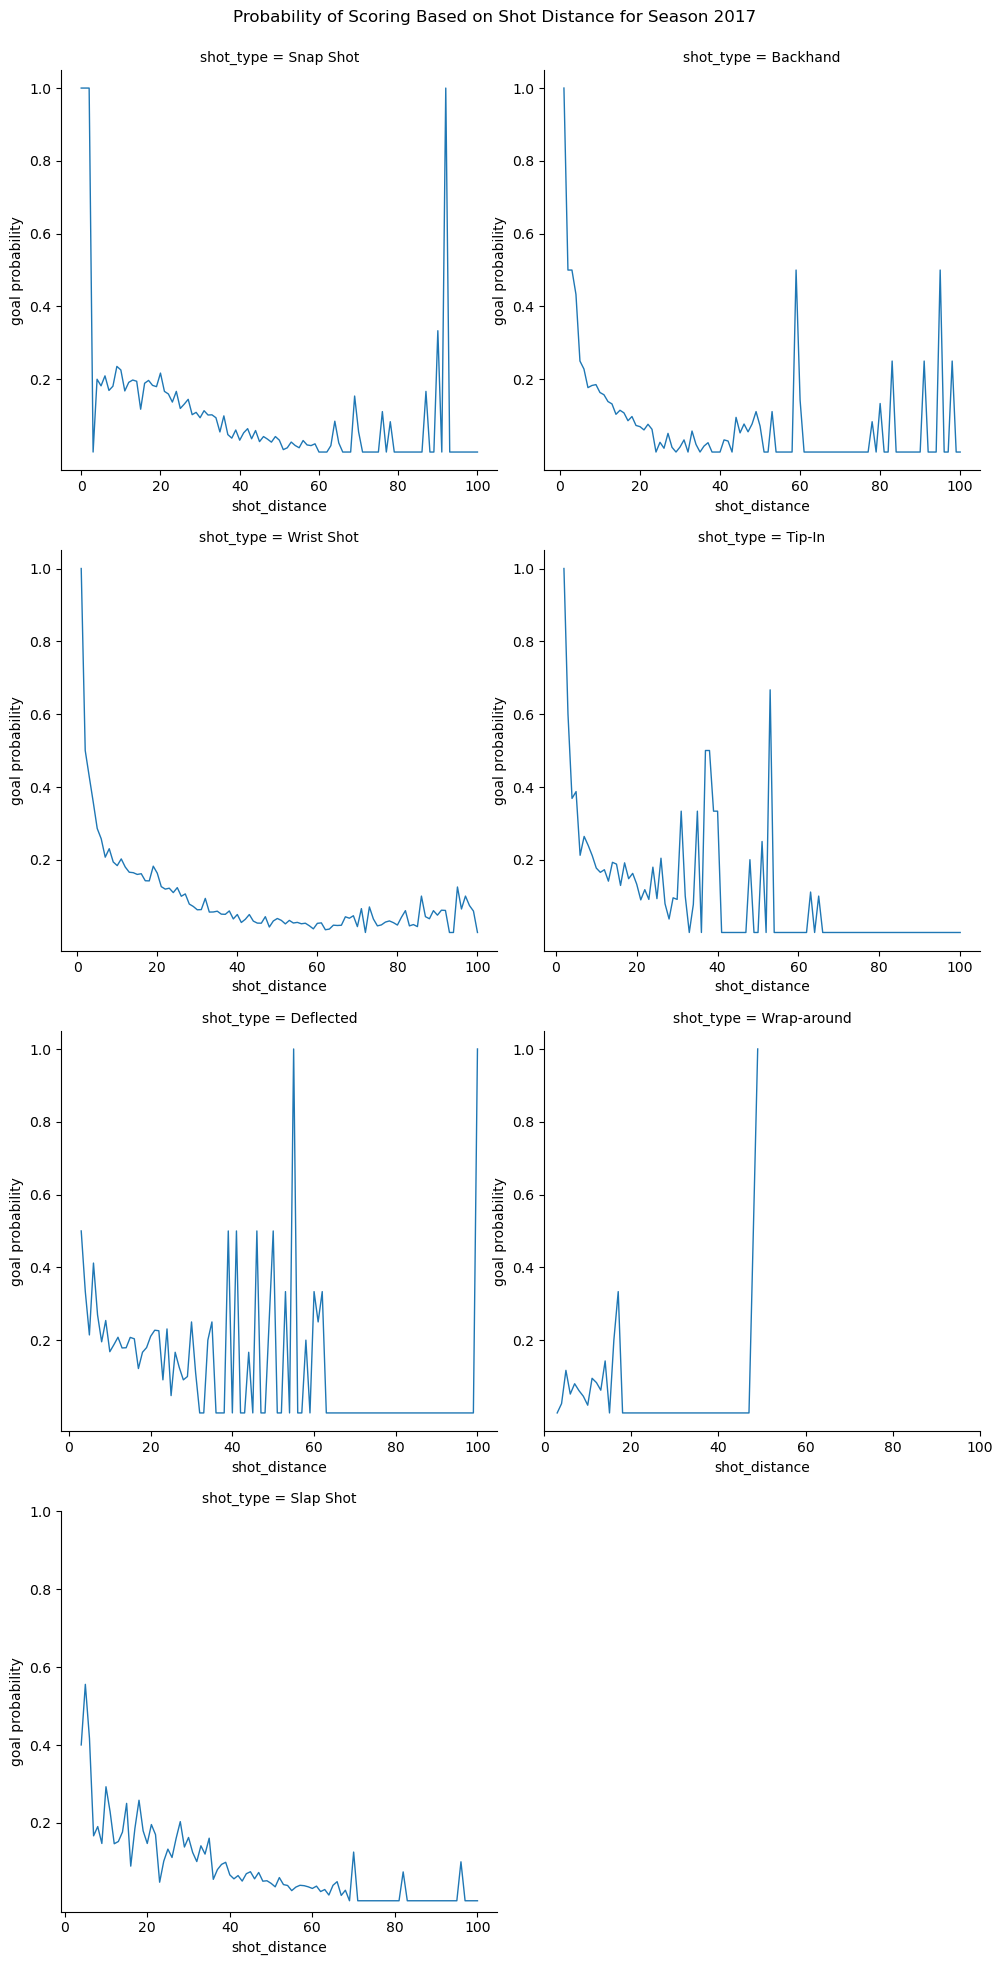 Probability of Scoring Based on Shot Distance for Season 2017
shot_type = Snap Shot
1.0
0.8
0.6
0.4
0.2
goal probability
0 20 40 60 80 100
shot_distance
shot_type = Backhand
1.0
0.8
0.6
0.4
0.2
goal probability
0 20 40 60 80 100
shot_distance
shot_type = Wrist Shot
1.0
0.8
0.6
0.4
0.2
goal probability
0 20 40 60 80 100
shot_distance
shot_type = Tip-In
1.0
0.8
0.6
0.4
0.2
goal probability
0 20 40 60 80 100
shot_distance
shot_type = Deflected
1.0
0.8
0.6
0.4
0.2
goal probability
0 20 40 60 80 100
shot_distance
shot_type = Wrap-around
1.0
0.8
0.6
0.4
0.2
goal probability
0 20 40 60 80 100
shot_distance
shot_type = Slap Shot
1.0
0.8
0.6
0.4
0.2
goal probability
0 20 40 60 80 100
shot_distance